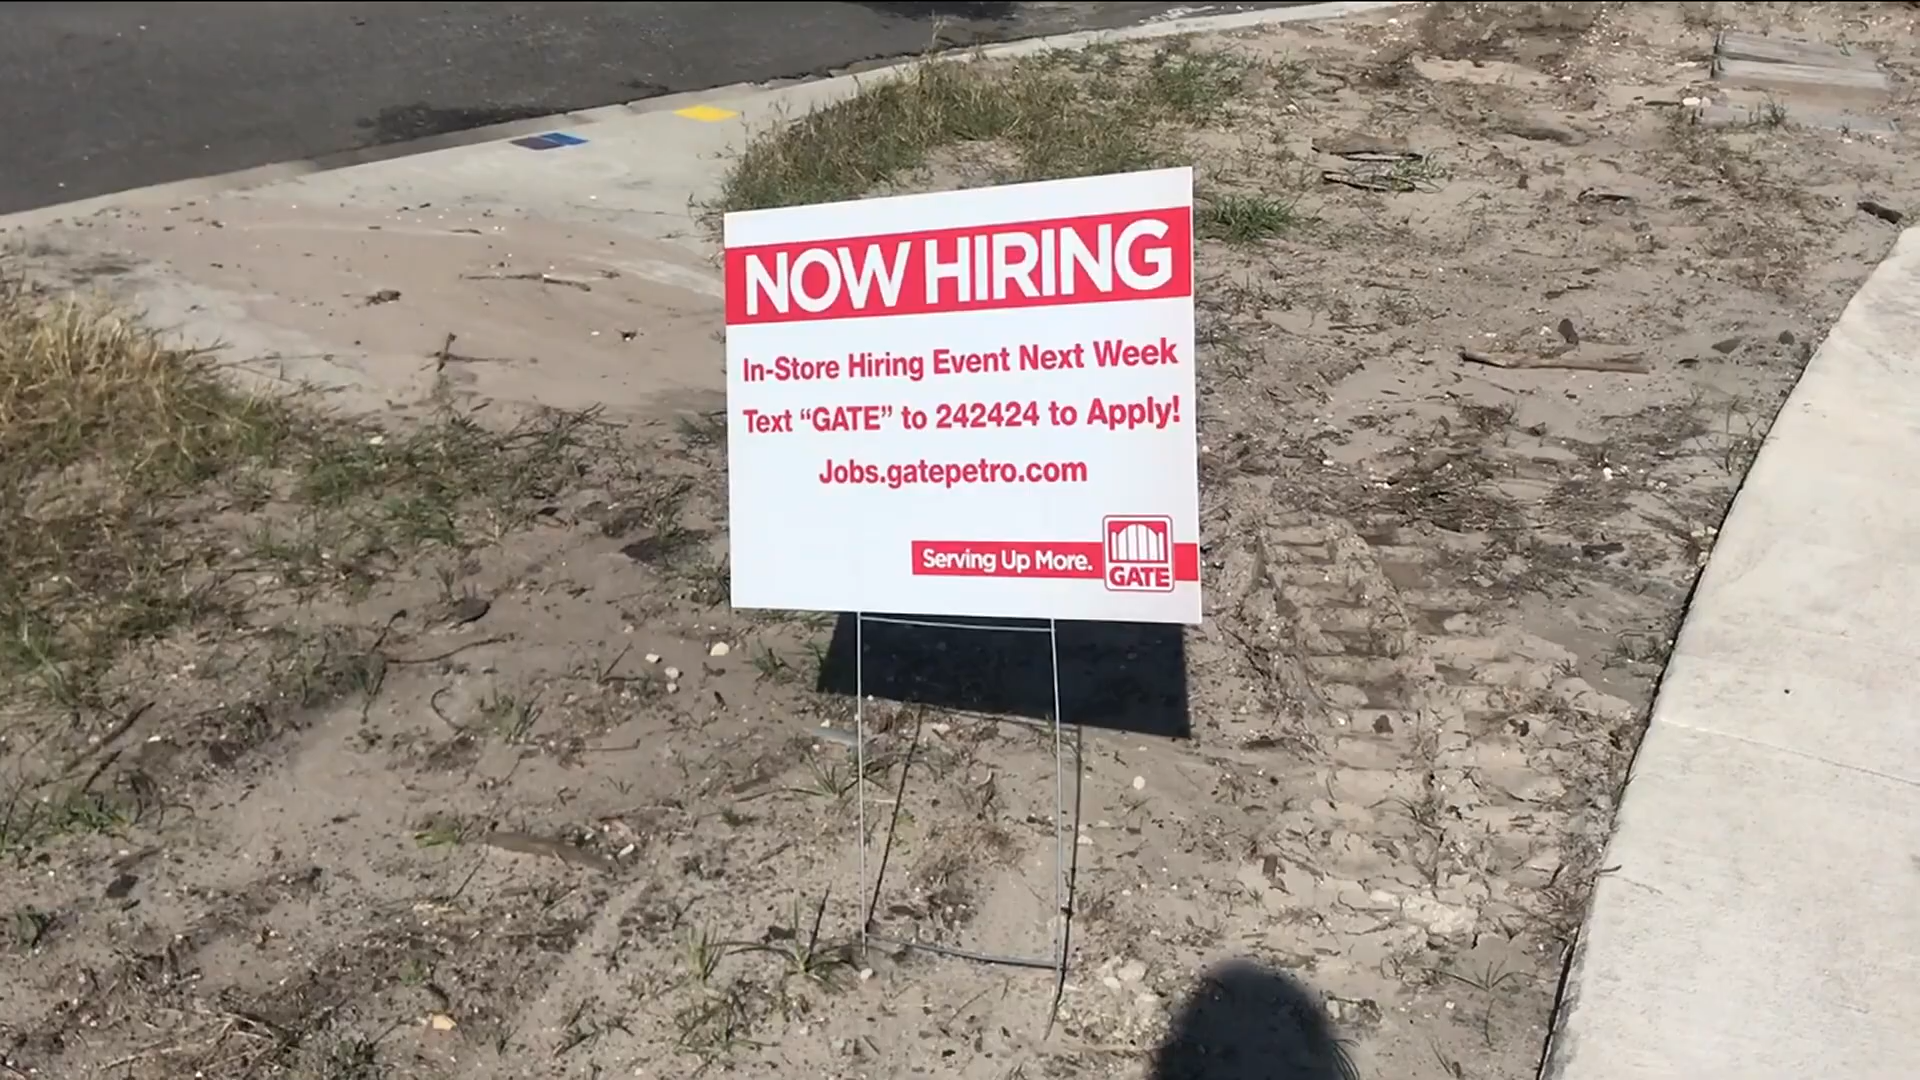 NOW HIRING
In-Store Hiring Event Next Week
Text “GATE” to 242424 to Apply!
Jobs.gatepetro.com
Serving Up More.
GATE